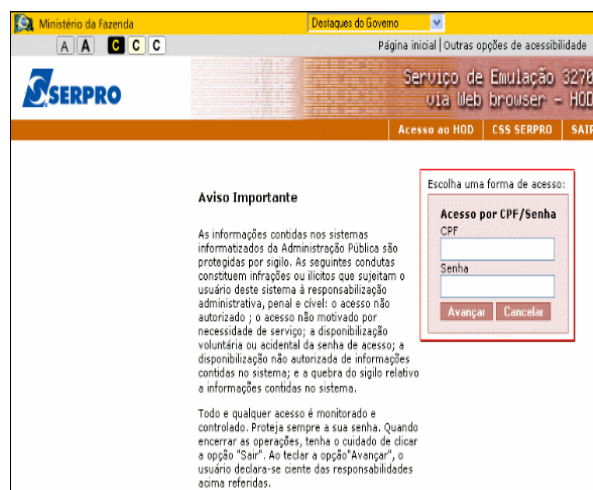 Ministério da Fazenda
Destaques do Governo
A A C C C
Página inicial | Outras opções de acessibilidade
SERPRO
Serviço de Emulação 3270
via Web browser - HOD
Acesso ao HOD | CSS SERPRO | SAIR
Escolha uma forma de acesso:
Acesso por CPF/Senha
CPF
Senha
Avançar Cancelar
Aviso Importante
As informações contidas nos sistemas
informatizados da Administração Pública são
protegidas por sigilo. As seguintes condutas
constituem infrações ou ilícitos que sujeitam o
usuário deste sistema à responsabilização
administrativa, penal e cível: o acesso não
autorizado ; o acesso não motivado por
necessidade de serviço; a disponibilização
voluntária ou acidental da senha de acesso; a
disponibilização não autorizada de informações
contidas no sistema; e a quebra do sigilo relativo
a informações contidas no sistema.
Todo e qualquer acesso é monitorado e
controlado. Proteja sempre a sua senha. Quando
encerrar as operações, tenha o cuidado de clicar
a opção "Sair". Ao teclar a opção"Avançar", o
usuário declara-se ciente das responsabilidades
acima referidas.